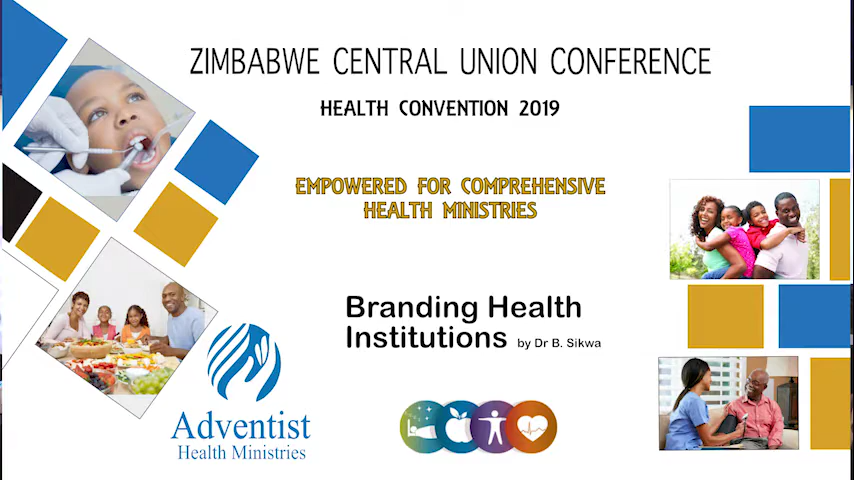 ZIMBABWE CENTRAL UNION CONFERENCE
HEALTH CONVENTION 2019
EMPOWERED FOR COMPREHENSIVE
HEALTH MINISTRIES
Branding Health
Institutions by Dr B. Sikwa
Adventist
Health Ministries